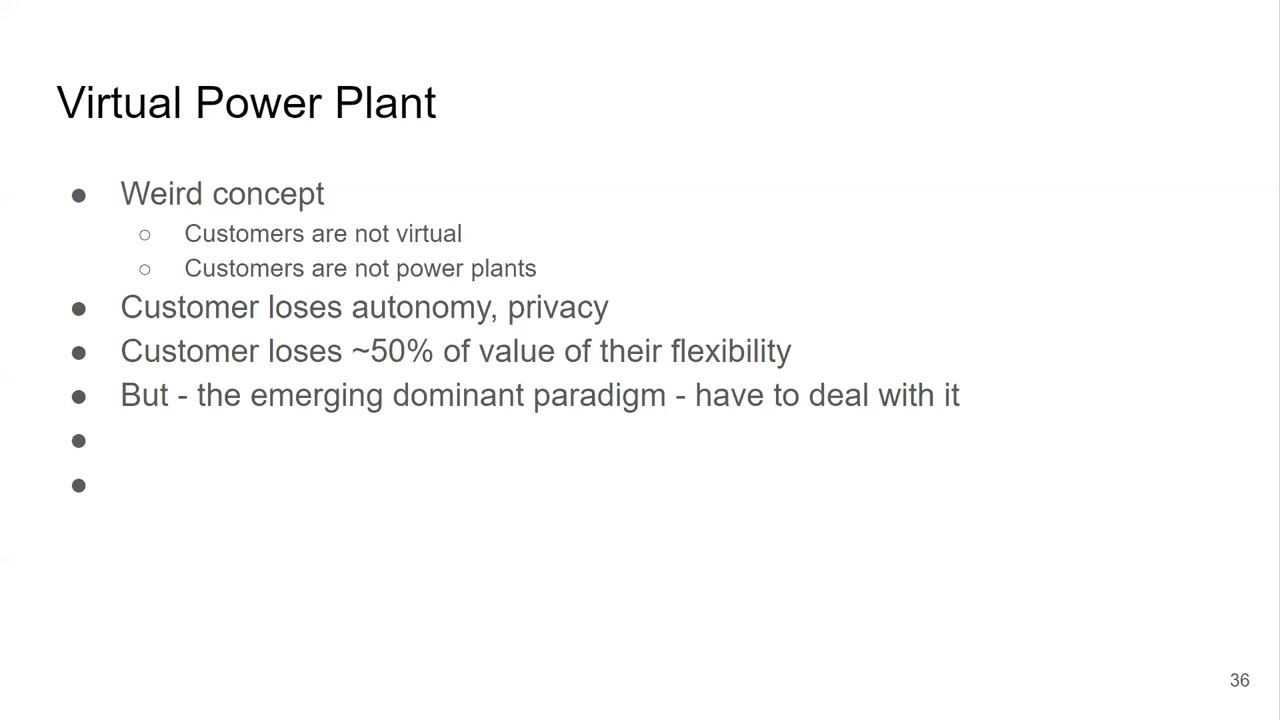 Virtual Power Plant
● Weird concept
○ Customers are not virtual
○ Customers are not power plants
● Customer loses autonomy, privacy
● Customer loses ~50% of value of their flexibility
● But - the emerging dominant paradigm - have to deal with it
●
●
36